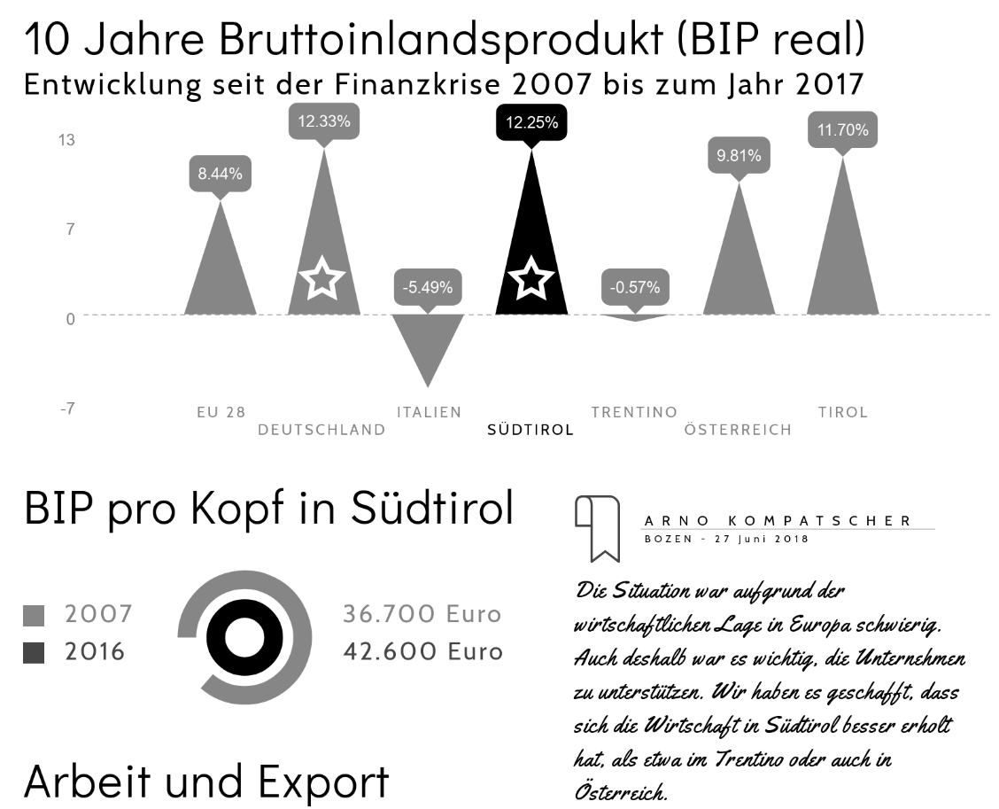 10 Jahre Bruttoinlandsprodukt (BIP real)
Entwicklung seit der Finanzkrise 2007 bis zum Jahr 2017
13
7
0
-7
8.44%
12.33%
-5.49%
12.25%
-0.57%
9.81%
11.70%
EU 28
DEUTSCHLAND
ITALIEN
SÜDTIROL
TRENTINO
ÖSTERREICH
TIROL
BIP pro Kopf in Südtirol
2007 36.700 Euro
2016 42.600 Euro
ARNO KOMPATSCHER
BOZEN - 27 Juni 2018
Die Situation war aufgrund der
wirtschaftlichen Lage in Europa schwierig.
Auch deshalb war es wichtig, die Unternehmen
zu unterstützen. Wir haben es geschafft, dass
sich die Wirtschaft in Südtirol besser erholt
hat, als etwa im Trentino oder auch in
Österreich.
Arbeit und Export